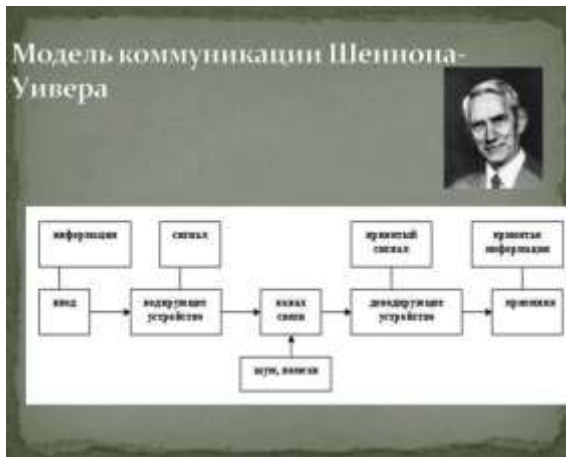 Модель коммуникации Шеннона-
Уивера
информация
сигнал
принятый
сигнал
принятая
информация
ввод
кодирующее
устройство
канал
связи
декодирующее
устройство
приемник
шум, помехи